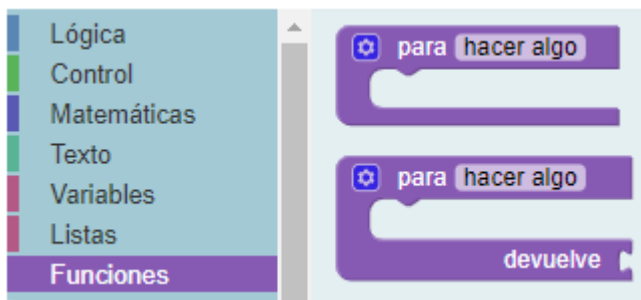 Lógica
Control
Matemáticas
Texto
Variables
Listas
Funciones
para hacer algo
para hacer algo
devuelve